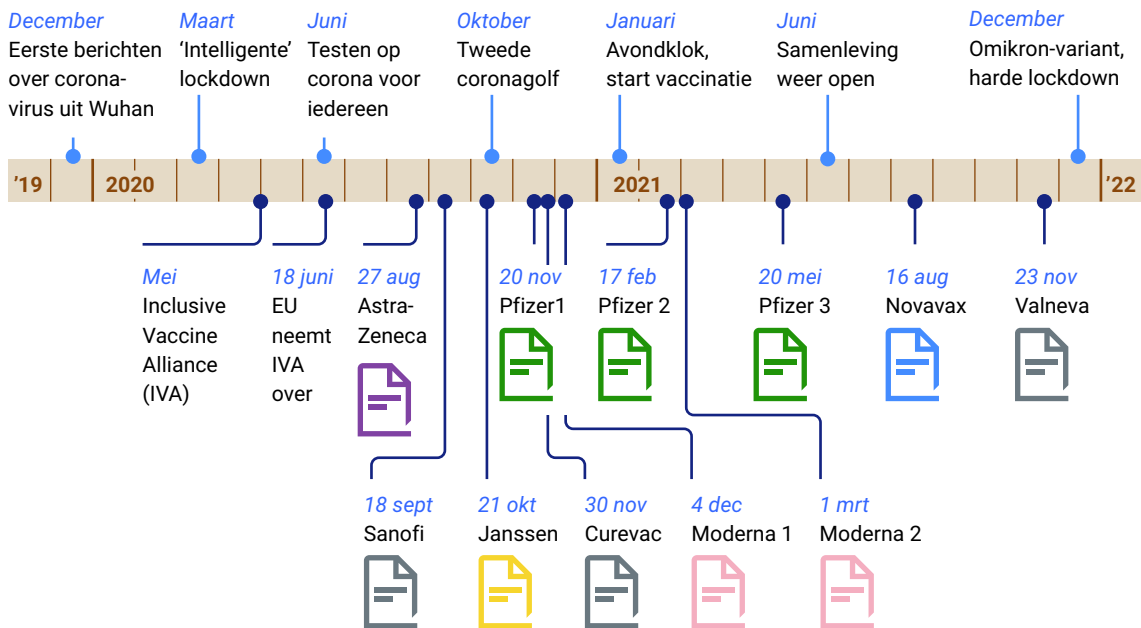 December
Eerste berichten
over corona-
virus uit Wuhan
Maart
‘Intelligente’
lockdown
Juni
Testen op
corona voor
iedereen
Oktober
Tweede
coronagolf
Januari
Avondklok,
start vaccinatie
Juni
Samenleving
weer open
December
Omikron-variant,
harde lockdown
’19
2020
2021
’22
Mei
Inclusive
Vaccine
Alliance
(IVA)
18 juni
EU
neemt
IVA
over
27 aug
Astra-
Zeneca
20 nov
Pfizer1
17 feb
Pfizer 2
20 mei
Pfizer 3
16 aug
Novavax
23 nov
Valneva
18 sept
Sanofi
21 okt
Janssen
30 nov
Curevac
4 dec
Moderna 1
1 mrt
Moderna 2